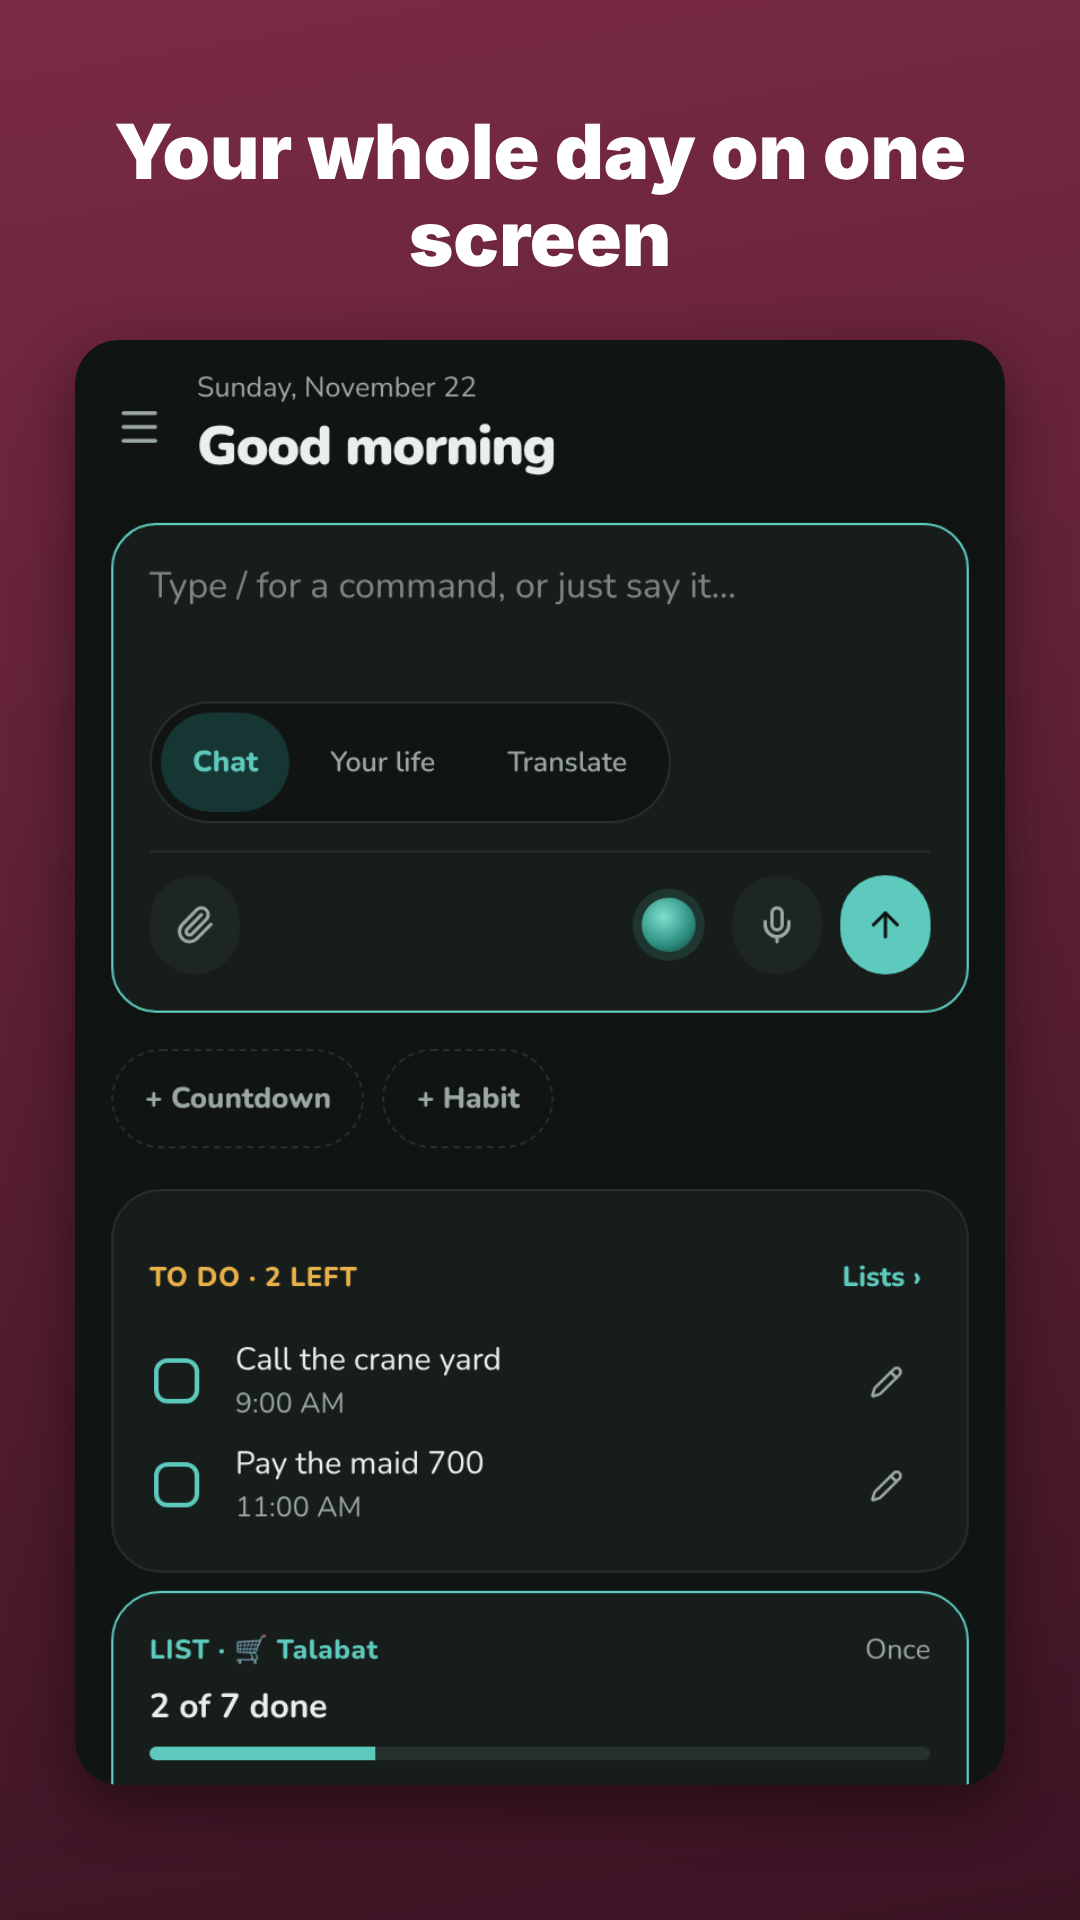 Your whole day on one
screen
Sunday, November 22
Good morning
Type / for a command, or just say it...
Chat
Your life
Translate
+ Countdown
+ Habit
TO DO · 2 LEFT
Lists ›
Call the crane yard
9:00 AM
Pay the maid 700
11:00 AM
LIST · 🛒 Talabat
Once
2 of 7 done